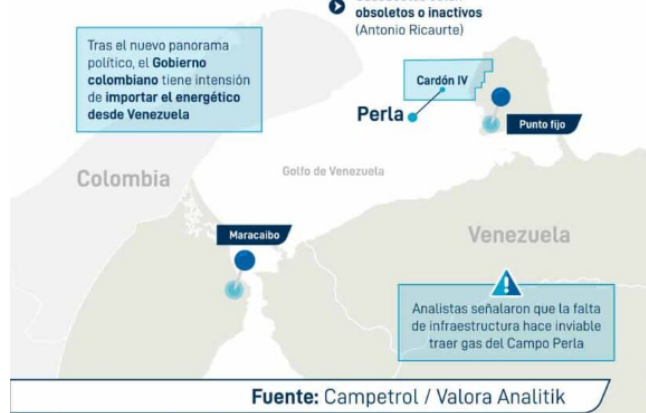 obsoletos o inactivos
(Antonio Ricaurte)
Tras el nuevo panorama
político, el Gobierno
colombiano tiene intensión
de importar el energético
desde Venezuela
Cardón IV
Perla
Punto fijo
Golfo de Venezuela
Colombia
Maracaibo
Venezuela
Analistas señalaron que la falta
de infraestructura hace inviable
traer gas del Campo Perla
Fuente: Campetrol / Valora Analitik